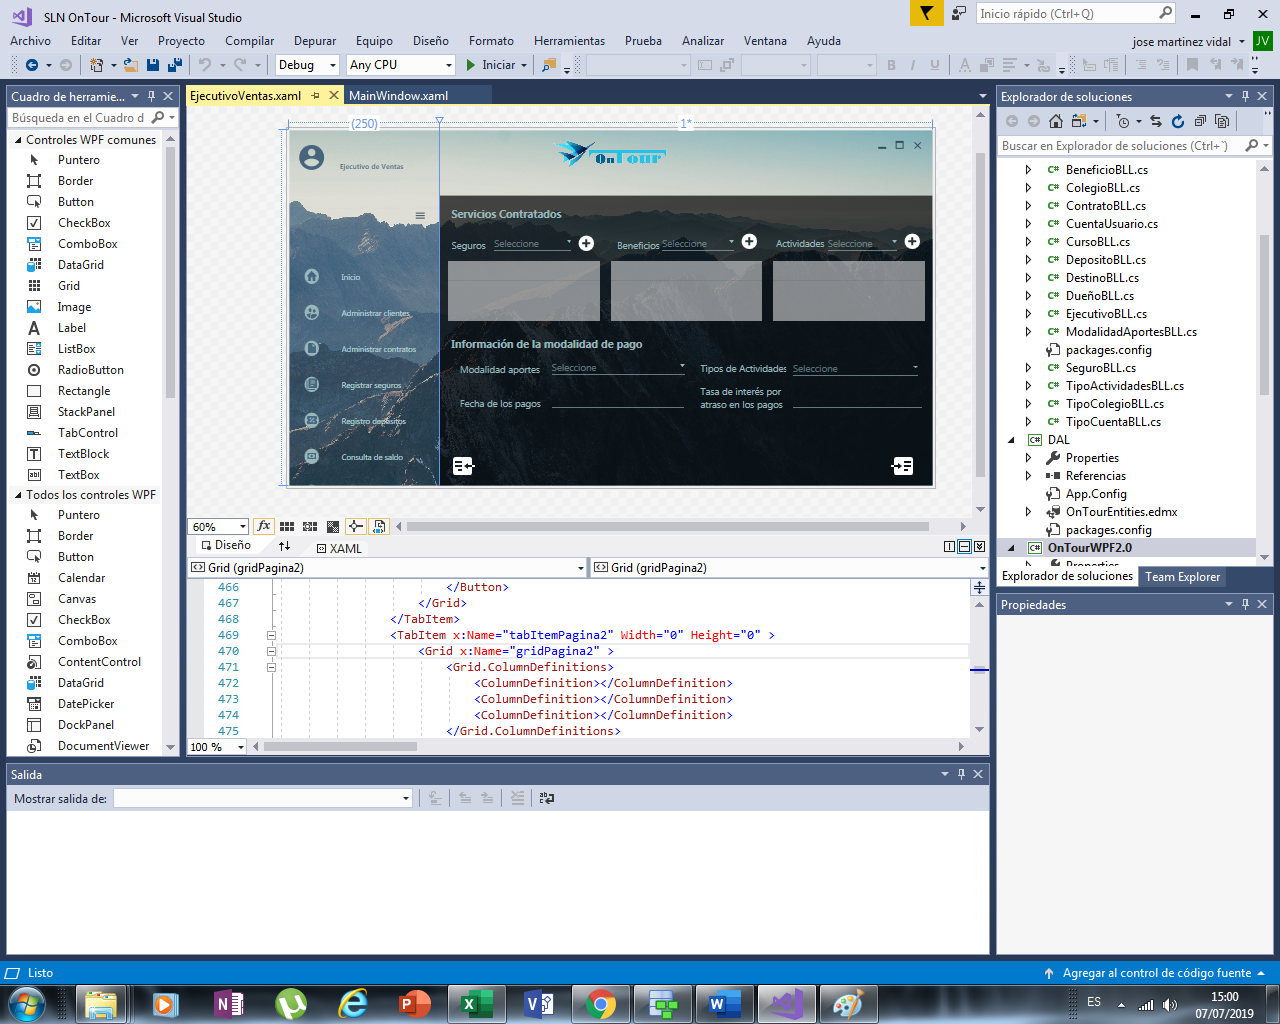 SLN OnTour - Microsoft Visual Studio
Inicio rápido (Ctrl+Q)
Archivo Editar Ver Proyecto Compilar Depurar Equipo Diseño Formato Herramientas Prueba Analizar Ventana Ayuda
jose martinez vidal JV
Debug Any CPU Iniciar
Cuadro de herramie...
Búsqueda en el Cuadro d
Controles WPF comunes
Puntero
Border
Button
CheckBox
ComboBox
DataGrid
Grid
Image
Label
ListBox
RadioButton
Rectangle
StackPanel
TabControl
TextBlock
TextBox
Todos los controles WPF
Puntero
Border
Button
Calendar
Canvas
CheckBox
ComboBox
ContentControl
DataGrid
DatePicker
DockPanel
DocumentViewer
EjecutivoVentas.xaml MainWindow.xaml
(250) 1*
Ejecutivo de Ventas
OnTour
Inicio
Administrar clientes
Administrar contratos
Registrar seguros
Registro depósitos
Consulta de saldo
Servicios Contratados
Seguros Seleccione
Beneficios Seleccione
Actividades Seleccione
Información de la modalidad de pago
Modalidad aportes Seleccione
Tipos de Actividades Seleccione
Fecha de los pagos
Tasa de interés por
atraso en los pagos
60% fx
Diseño XAML
Grid (gridPagina2) Grid (gridPagina2)
466 </Button>
467 </Grid>
468 </TabItem>
469 <TabItem x:Name="tabItemPagina2" Width="0" Height="0" >
470 <Grid x:Name="gridPagina2" >
471 <Grid.ColumnDefinitions>
472 <ColumnDefinition></ColumnDefinition>
473 <ColumnDefinition></ColumnDefinition>
474 <ColumnDefinition></ColumnDefinition>
475 </Grid.ColumnDefinitions>
100 %
Explorador de soluciones
Buscar en Explorador de soluciones (Ctrl+`)
C# BeneficioBLL.cs
C# ColegioBLL.cs
C# ContratoBLL.cs
C# CuentaUsuario.cs
C# CursoBLL.cs
C# DepositoBLL.cs
C# DestinoBLL.cs
C# DueñoBLL.cs
C# EjecutivoBLL.cs
C# ModalidadAportesBLL.cs
packages.config
C# SeguroBLL.cs
C# TipoActividadesBLL.cs
C# TipoColegioBLL.cs
C# TipoCuentaBLL.cs
C# DAL
Properties
Referencias
App.Config
OnTourEntities.edmx
packages.config
C# OnTourWPF2.0
Properties
Explorador de soluciones Team Explorer
Propiedades
Salida
Mostrar salida de:
Listo
Agregar al control de código fuente
ES
15:00
07/07/2019